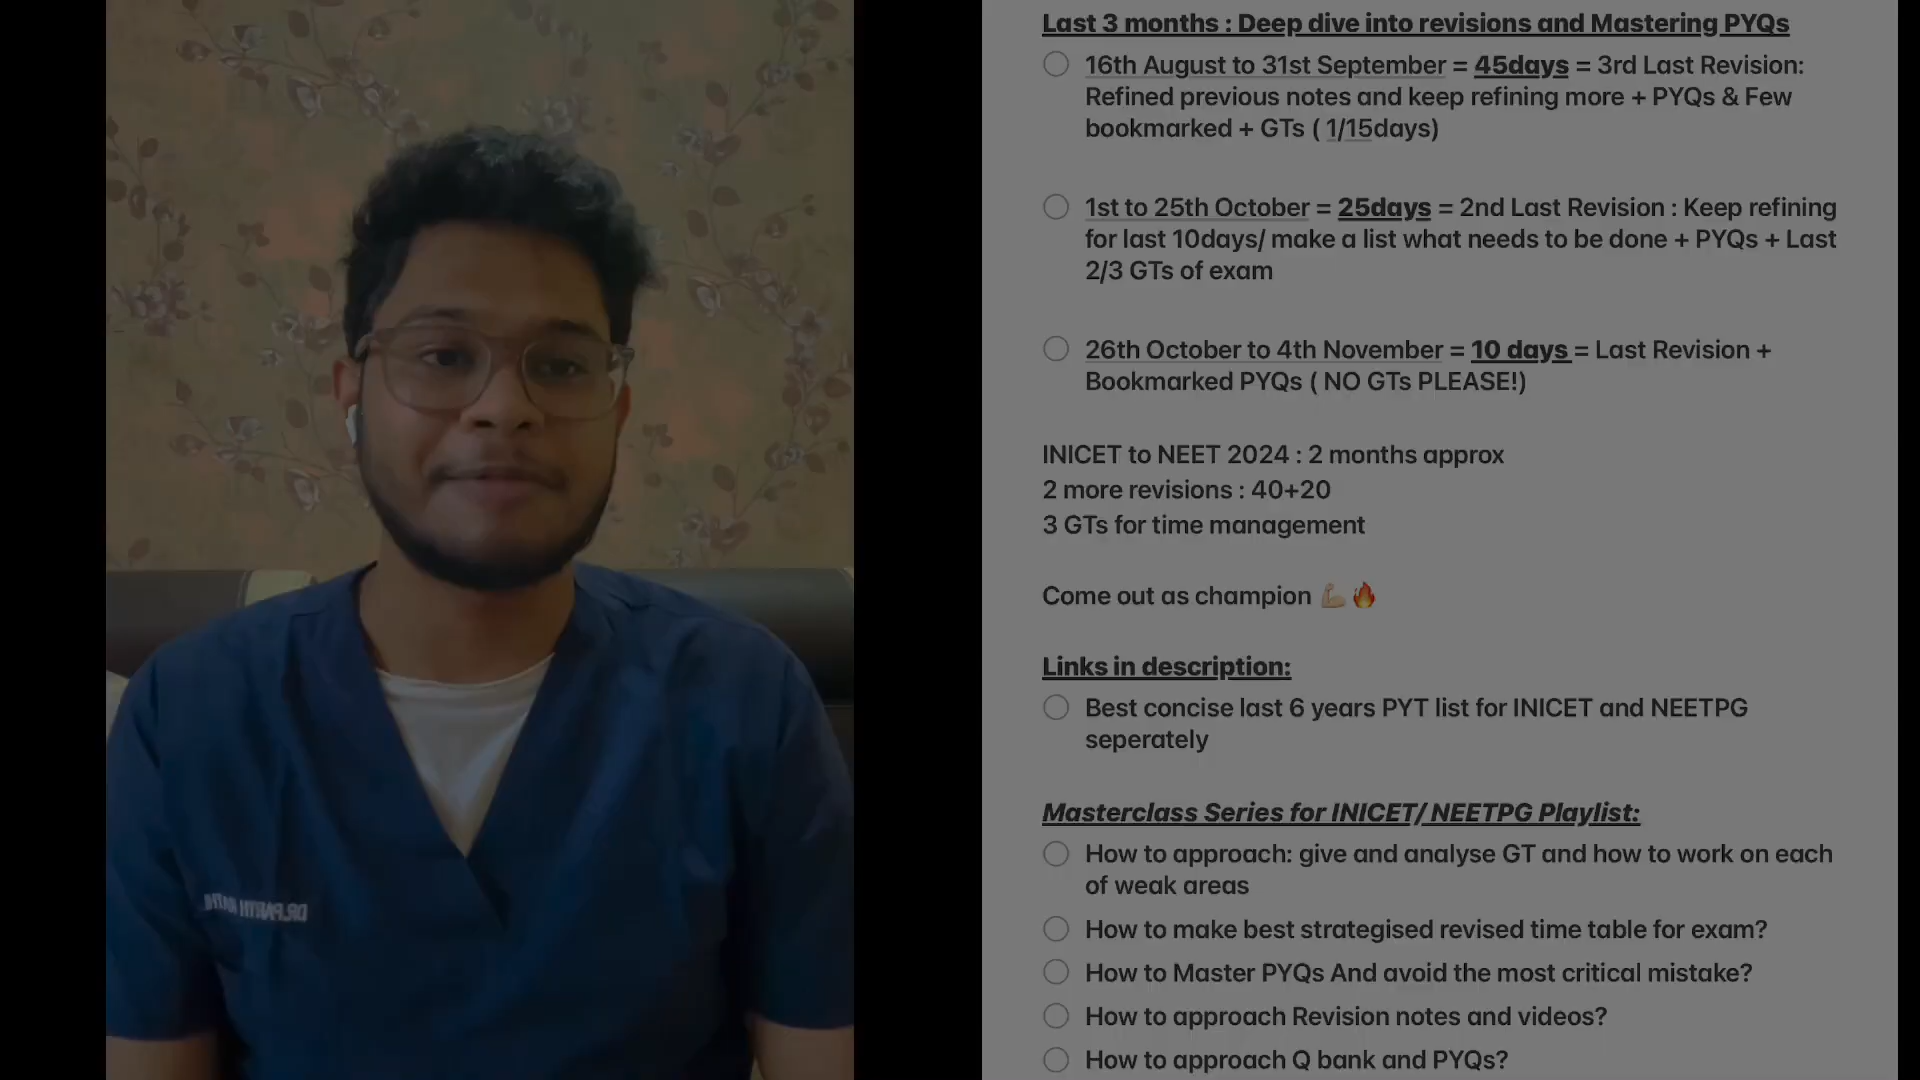 Last 3 months : Deep dive into revisions and Mastering PYQs
16th August to 31st September = 45days = 3rd Last Revision:
Refined previous notes and keep refining more + PYQs & Few
bookmarked + GTs ( 1/15days)
1st to 25th October = 25days = 2nd Last Revision : Keep refining
for last 10days/ make a list what needs to be done + PYQs + Last
2/3 GTs of exam
26th October to 4th November = 10 days = Last Revision +
Bookmarked PYQs ( NO GTs PLEASE!)
INICET to NEET 2024 : 2 months approx
2 more revisions : 40+20
3 GTs for time management
Come out as champion 💪🏻🔥
Links in description:
Best concise last 6 years PYT list for INICET and NEETPG
seperately
Masterclass Series for INICET/ NEETPG Playlist:
How to approach: give and analyse GT and how to work on each
of weak areas
How to make best strategised revised time table for exam?
How to Master PYQs And avoid the most critical mistake?
How to approach Revision notes and videos?
How to approach Q bank and PYQs?